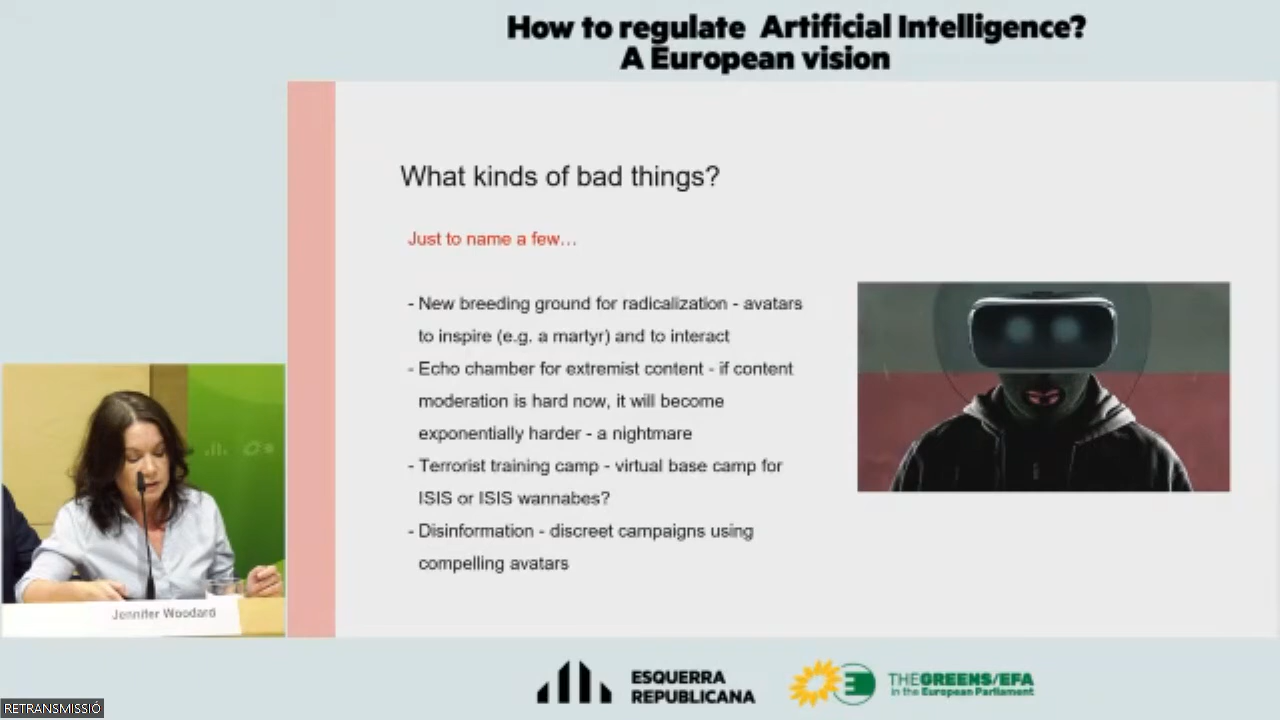 How to regulate Artificial Intelligence?
A European vision
What kinds of bad things?
Just to name a few...
- New breeding ground for radicalization - avatars
to inspire (e.g. a martyr) and to interact
- Echo chamber for extremist content - if content
moderation is hard now, it will become
exponentially harder - a nightmare
- Terrorist training camp - virtual base camp for
ISIS or ISIS wannabes?
- Disinformation - discreet campaigns using
compelling avatars
Jennifer Woodard
ESQUERRA
REPUBLICANA
THE GREENS/EFA
in the European Parliament
RETRANSMISSIÓ